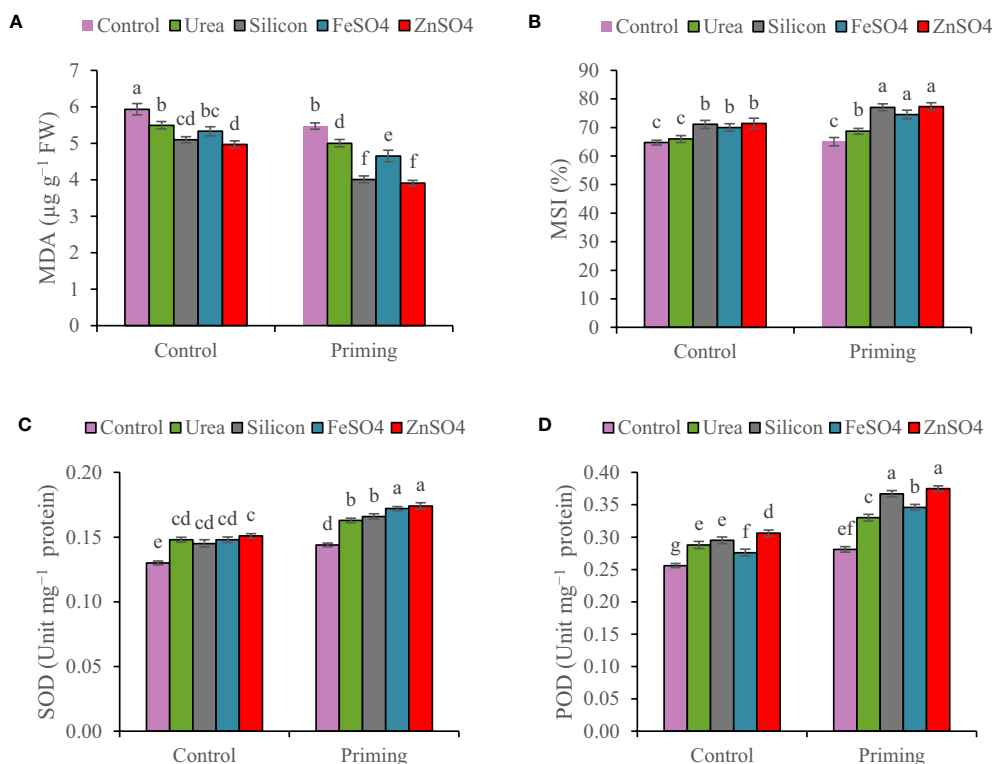 A
Control Urea Silicon FeSO4 ZnSO4
MDA (µg g⁻¹ FW)
7
6
5
4
3
2
1
0
a b cd bc d
b d f e f
Control Priming
B
Control Urea Silicon FeSO4 ZnSO4
MSI (%)
90
80
70
60
50
40
30
20
10
0
c c b b b
c b a a a
Control Priming
C
Control Urea Silicon FeSO4 ZnSO4
SOD (Unit mg⁻¹ protein)
0.20
0.15
0.10
0.05
0.00
e cd cd cd c
d b b a a
Control Priming
D
Control Urea Silicon FeSO4 ZnSO4
POD (Unit mg⁻¹ protein)
0.40
0.35
0.30
0.25
0.20
0.15
0.10
0.05
0.00
g e e f d
ef c a b a
Control Priming